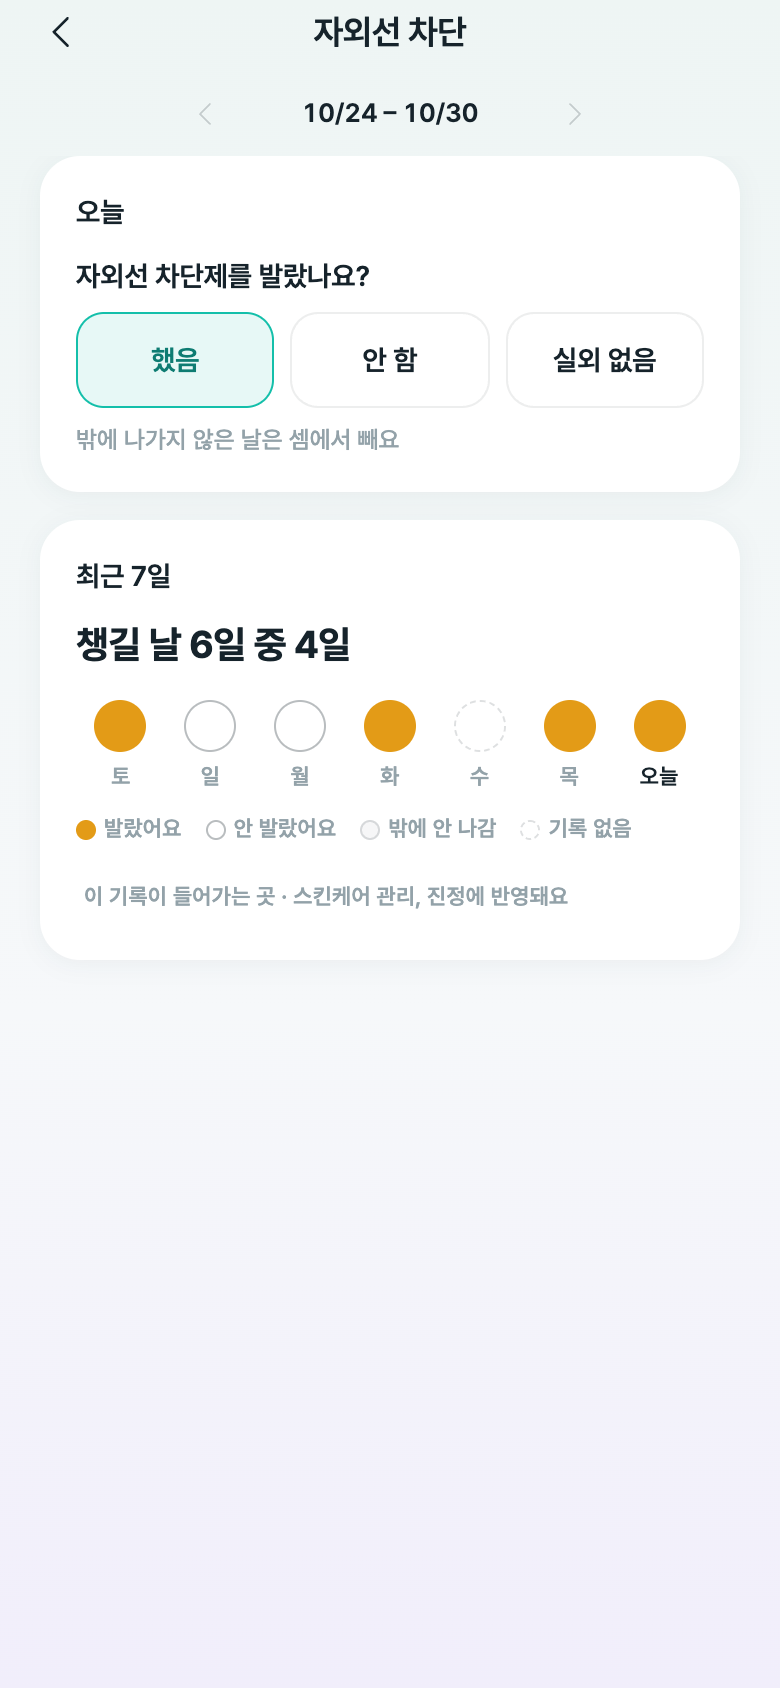 자외선 차단
10/24 – 10/30
오늘
자외선 차단제를 발랐나요?
했음 안 함 실외 없음
밖에 나가지 않은 날은 셈에서 빼요
최근 7일
챙길 날 6일 중 4일
토 일 월 화 수 목 오늘
발랐어요 안 발랐어요 밖에 안 나감 기록 없음
이 기록이 들어가는 곳 · 스킨케어 관리, 진정에 반영돼요